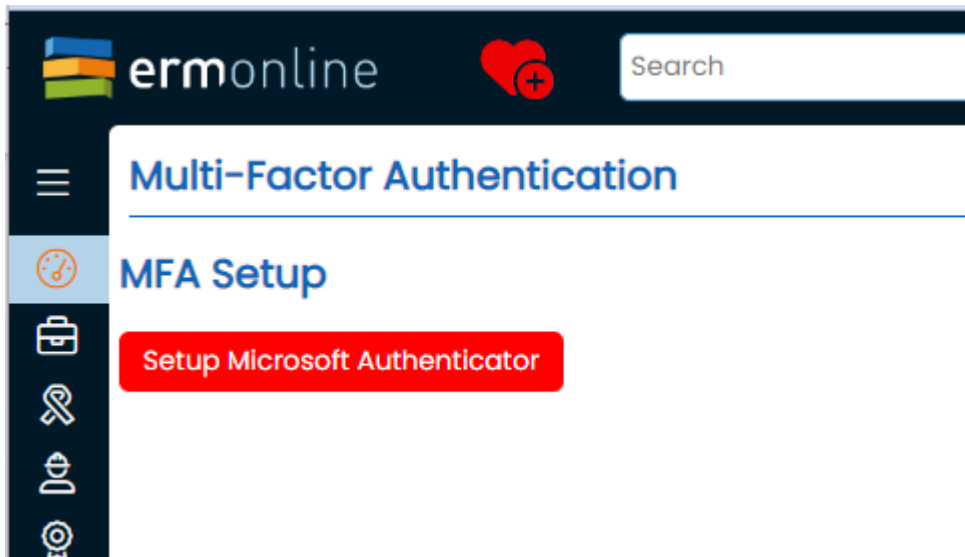 ermonline
Search
Multi-Factor Authentication
MFA Setup
Setup Microsoft Authenticator